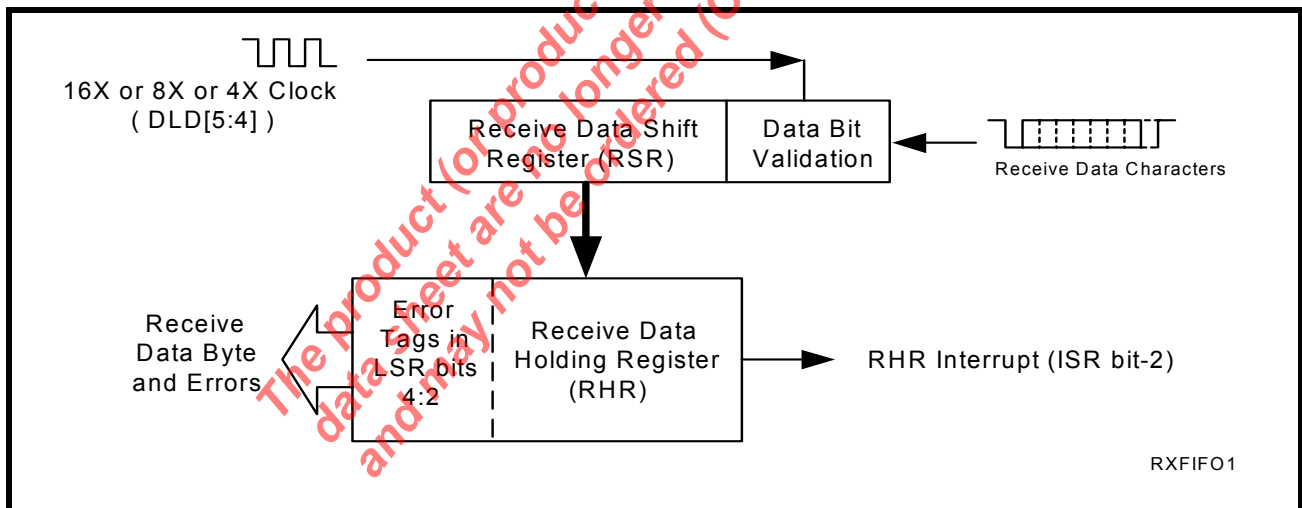 16X or 8X or 4X Clock
( DLD[5:4] )
Receive Data Shift
Register (RSR)
Data Bit
Validation
Receive Data Characters
Receive
Data Byte
and Errors
Error
Tags in
LSR bits
4:2
Receive Data
Holding Register
(RHR)
RHR Interrupt (ISR bit-2)
RXFIFO1
The product (or produc
data sheet are no longer
and may not be ordered (O